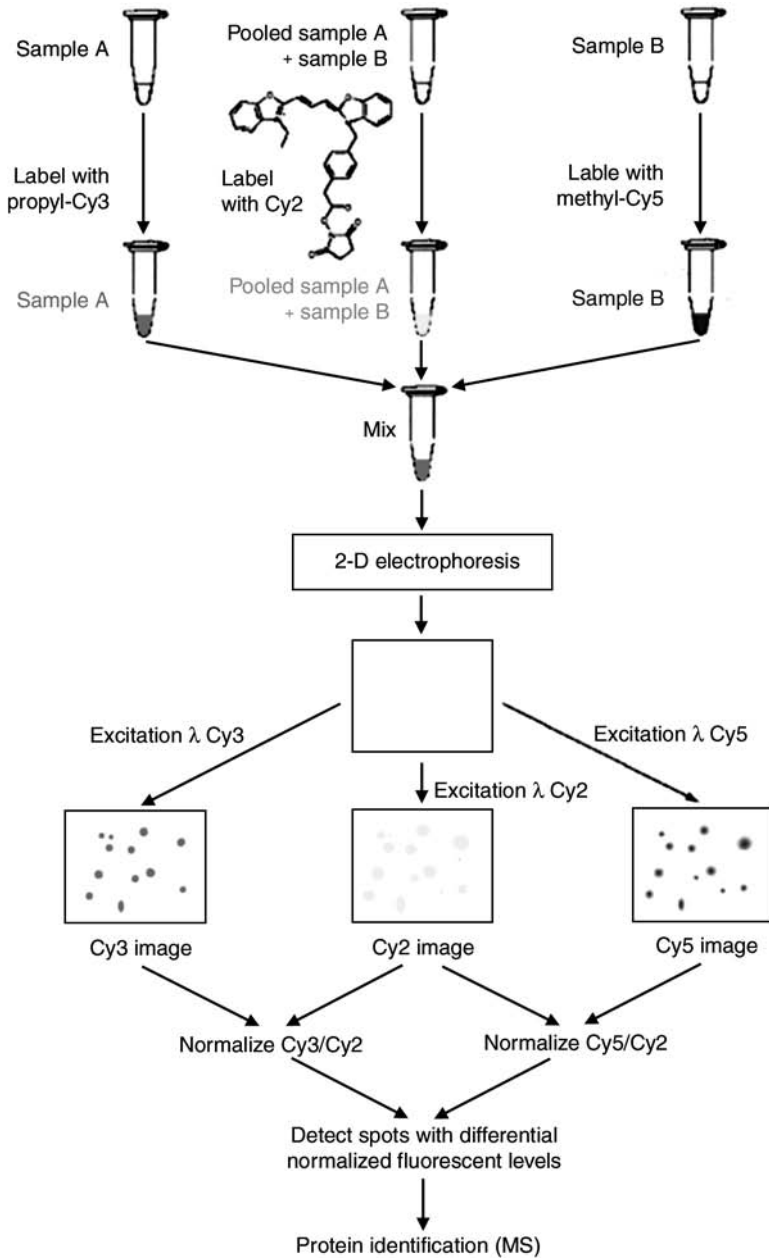 Sample A
Pooled sample A
+ sample B
Sample B
Label with
propyl-Cy3
Label
with Cy2
Lable with
methyl-Cy5
Sample A
Pooled sample A
+ sample B
Sample B
Mix
2-D electrophoresis
Excitation λ Cy3
Excitation λ Cy5
Excitation λ Cy2
Cy3 image
Cy2 image
Cy5 image
Normalize Cy3/Cy2
Normalize Cy5/Cy2
Detect spots with differential
normalized fluorescent levels
Protein identification (MS)